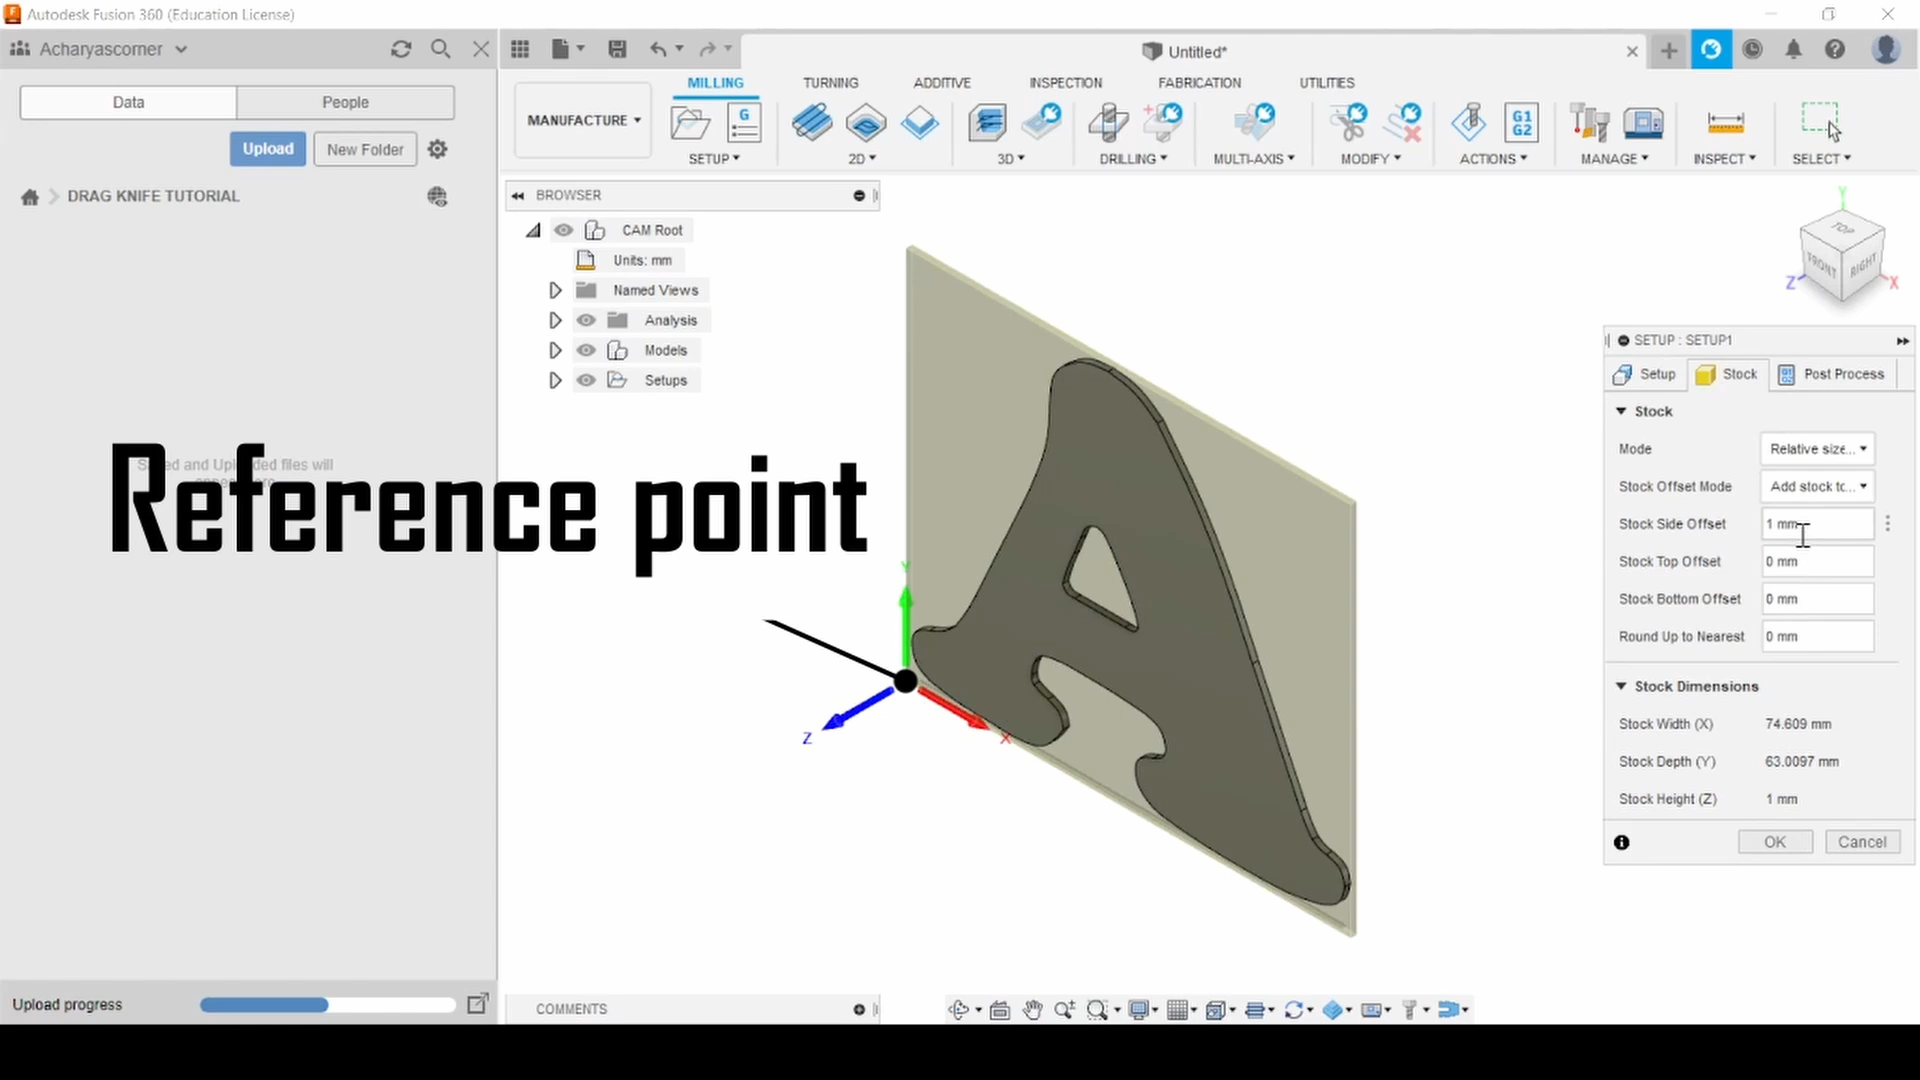 Autodesk Fusion 360 (Education License)
Acharyascorner
Data
People
Upload
New Folder
DRAG KNIFE TUTORIAL
Upload progress
Untitled*
MANUFACTURE
MILLING
TURNING
ADDITIVE
INSPECTION
FABRICATION
UTILITIES
G
G1
G2
SETUP
2D
3D
DRILLING
MULTI-AXIS
MODIFY
ACTIONS
MANAGE
INSPECT
SELECT
BROWSER
CAM Root
Units: mm
Named Views
Analysis
Models
Setups
Reference point
Y
Z
X
Y
TOP
FRONT
RIGHT
Z
X
SETUP : SETUP1
Setup
Stock
Post Process
Stock
Mode
Relative size...
Stock Offset Mode
Add stock to...
Stock Side Offset
1 mm
Stock Top Offset
0 mm
Stock Bottom Offset
0 mm
Round Up to Nearest
0 mm
Stock Dimensions
Stock Width (X)
74.609 mm
Stock Depth (Y)
63.0097 mm
Stock Height (Z)
1 mm
OK
Cancel
COMMENTS